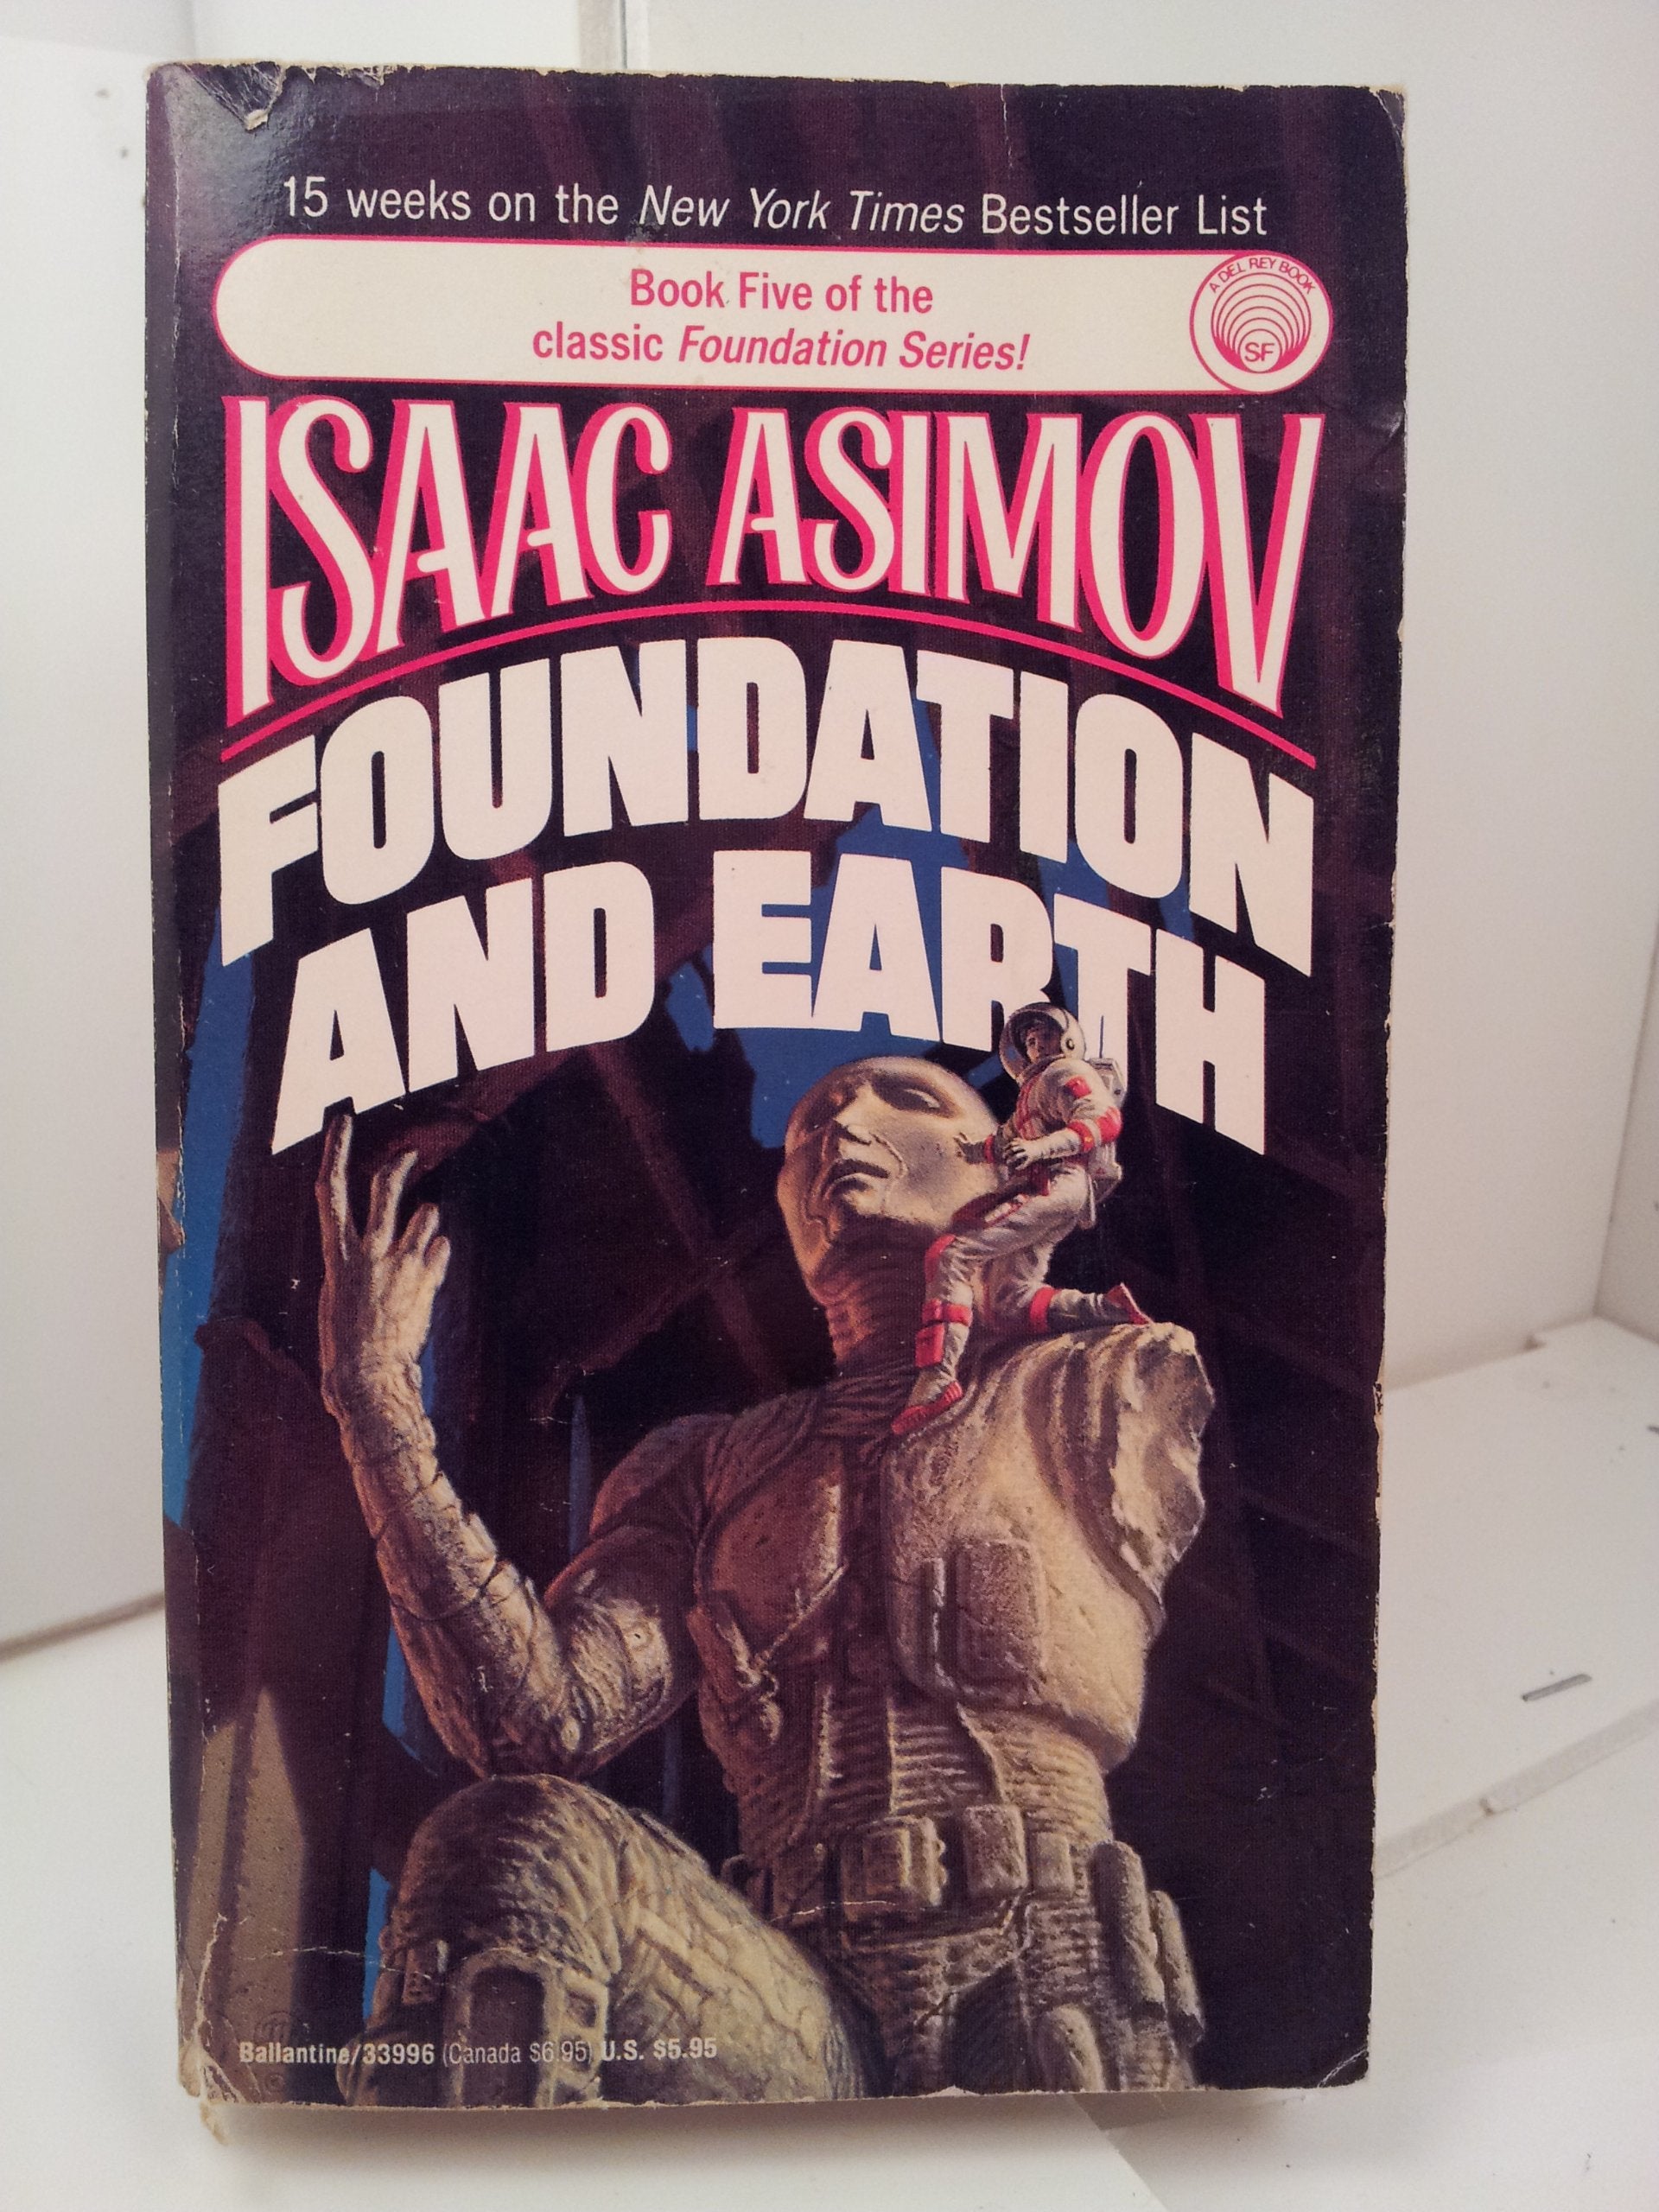 15 weeks on the New York Times Bestseller List
Book Five of the
classic Foundation Series!
A DEL REY BOOK
SF
ISAAC ASIMOV
FOUNDATION
AND EARTH
Ballantine/33996 (Canada $6.95) U.S. $5.95